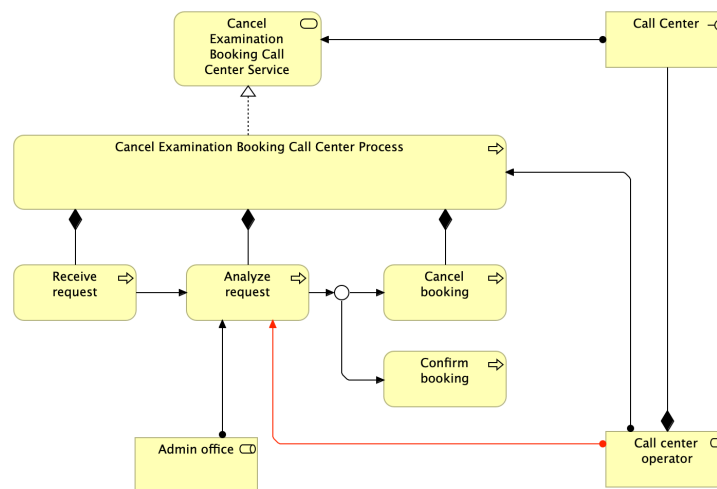 Cancel
Examination
Booking Call
Center Service
Call Center
Cancel Examination Booking Call Center Process
Receive
request
Analyze
request
Cancel
booking
Confirm
booking
Admin office
Call center
operator